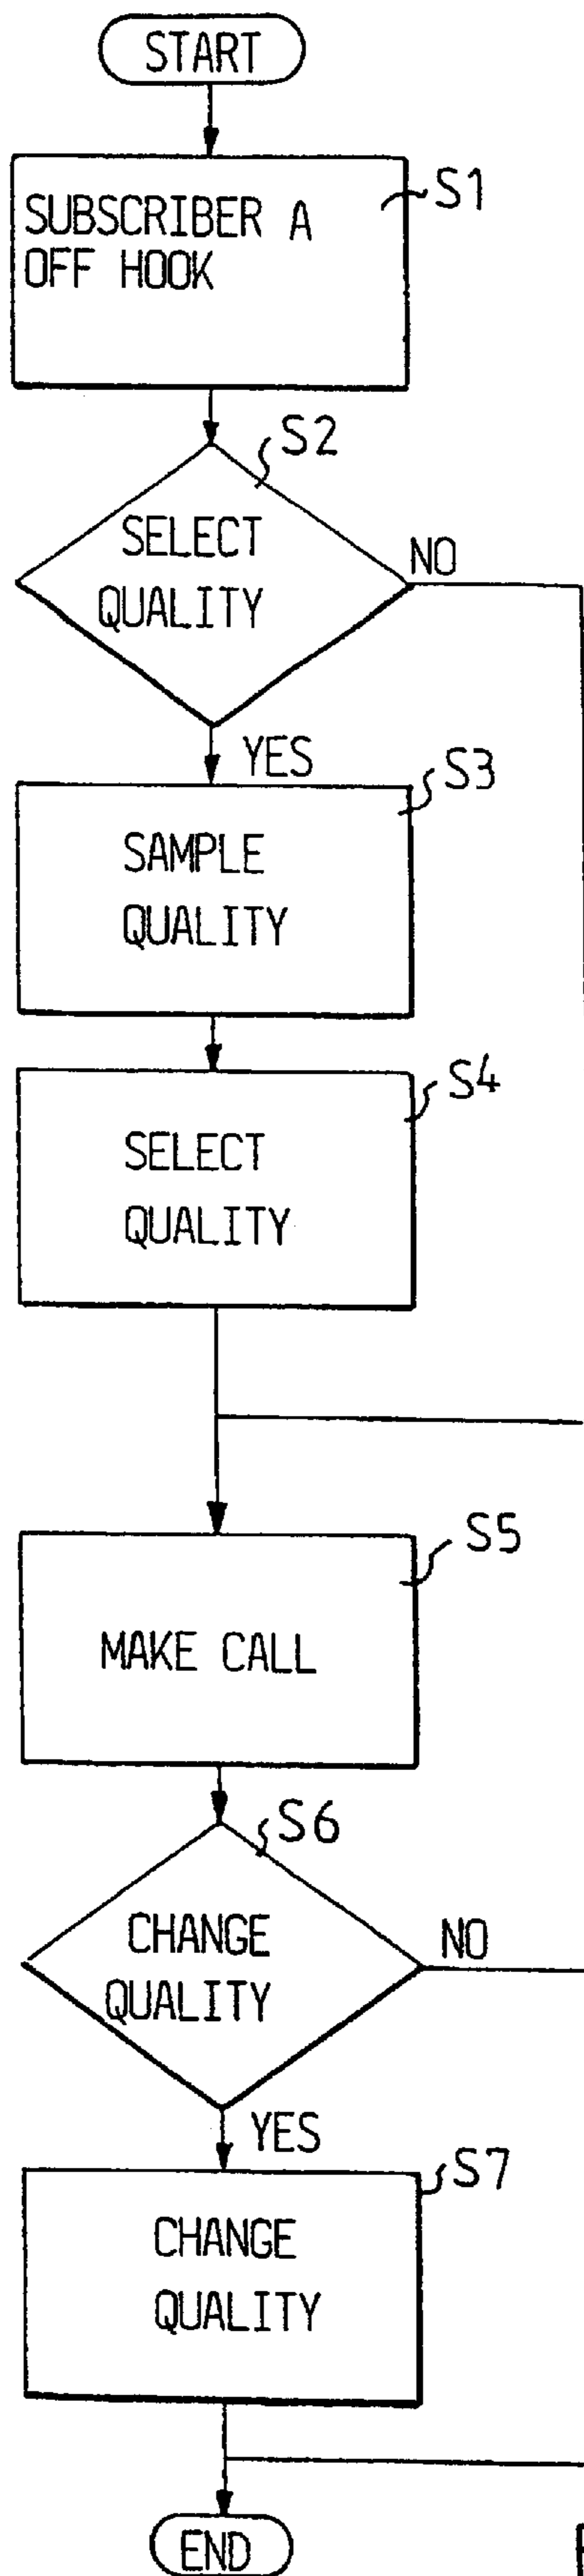 START
SUBSCRIBER A
OFF HOOK
S1
S2
SELECT
QUALITY
NO
YES
S3
SAMPLE
QUALITY
S4
SELECT
QUALITY
S5
MAKE CALL
S6
CHANGE
QUALITY
NO
YES
S7
CHANGE
QUALITY
END